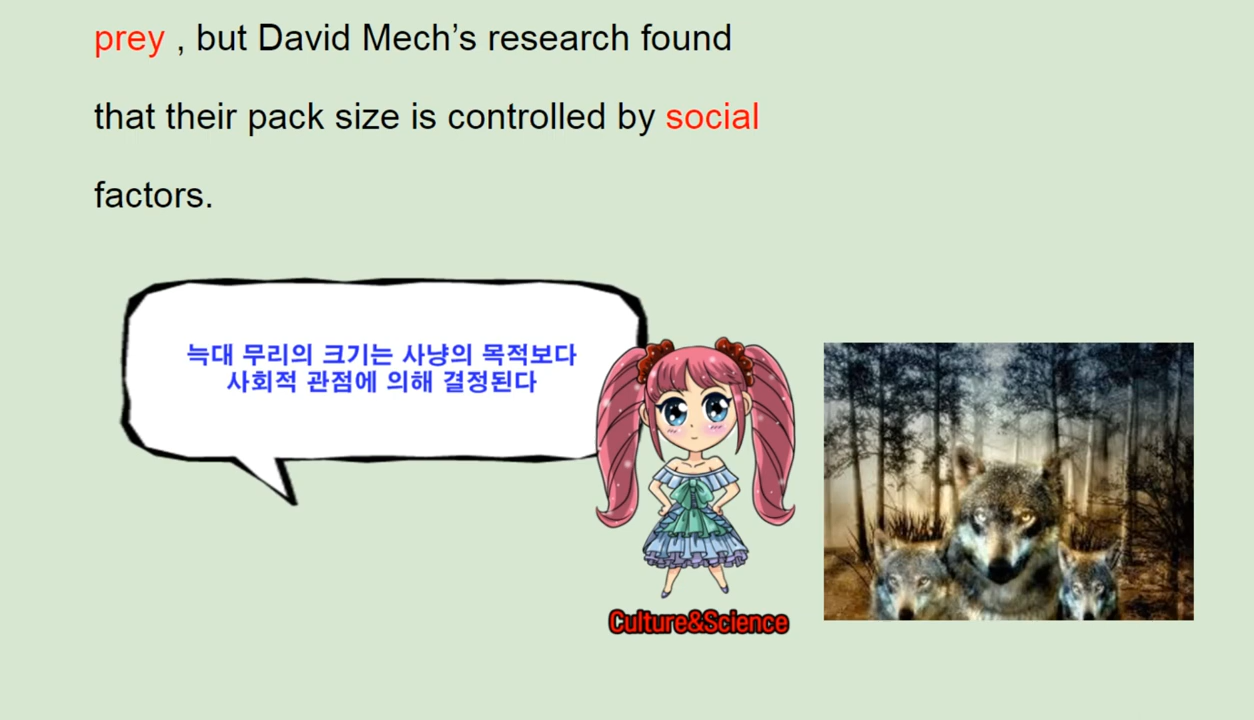 prey , but David Mech’s research found
that their pack size is controlled by social
factors.
늑대 무리의 크기는 사냥의 목적보다
사회적 관점에 의해 결정된다
Culture&Science